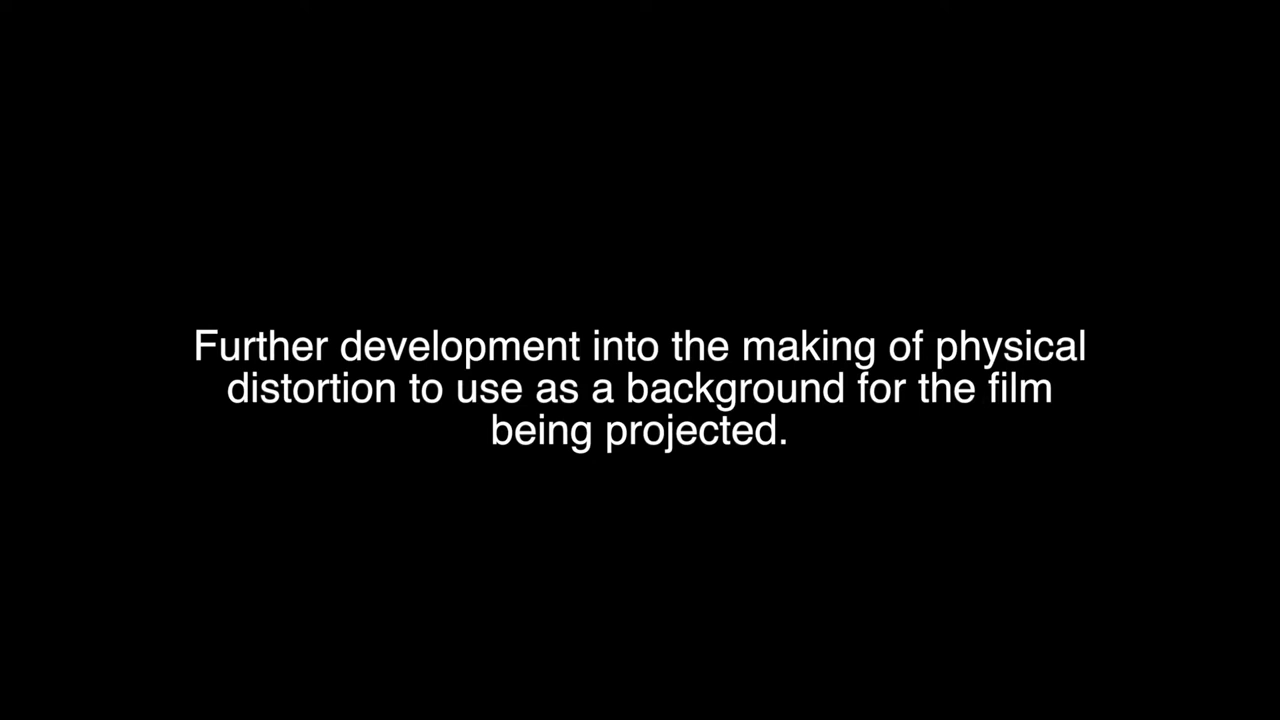 Further development into the making of physical
distortion to use as a background for the film
being projected.